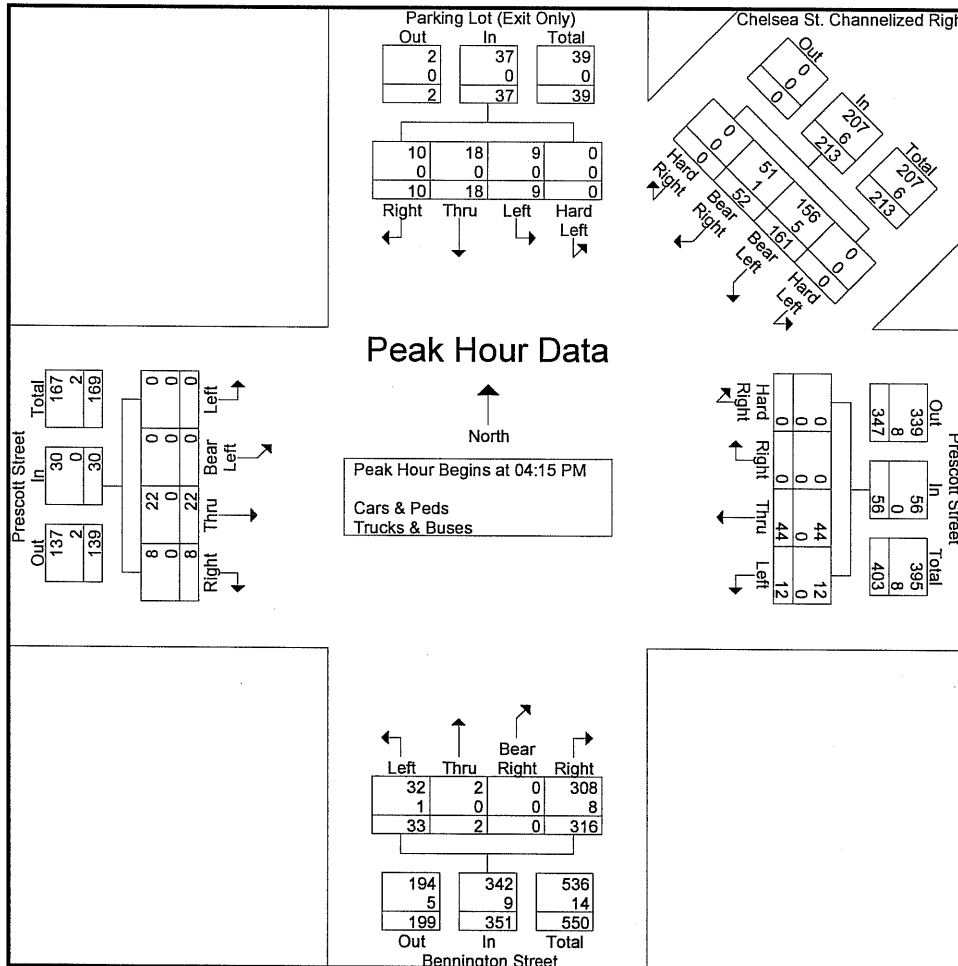 Parking Lot (Exit Only)
Out In Total
2 37 39
0 0 0
2 37 39
10 18 9 0
0 0 0 0
10 18 9 0
Right Thru Left Hard
Left
Chelsea St. Channelized Righ
Out
0
0
0
In
207
6
213
Total
207
6
213
0 51 156 0
0 1 5 0
0 52 161 0
Hard
Right
Bear
Right
Bear
Left
Hard
Left
Peak Hour Data
North
Peak Hour Begins at 04:15 PM
Cars & Peds
Trucks & Buses
Prescott Street
Total In Out
167 30 137
2 0 2
169 30 139
0 0 22 8
0 0 0 0
0 0 22 8
Left
Bear
Left
Thru
Right
Prescott Street
Out In Total
339 56 395
8 0 8
347 56 403
0 0 44 12
0 0 0 0
0 0 44 12
Hard
Right
Right
Thru
Left
Bear
Left Thru Right Right
32 2 0 308
1 0 0 8
33 2 0 316
194 342 536
5 9 14
199 351 550
Out In Total
Bennington Street